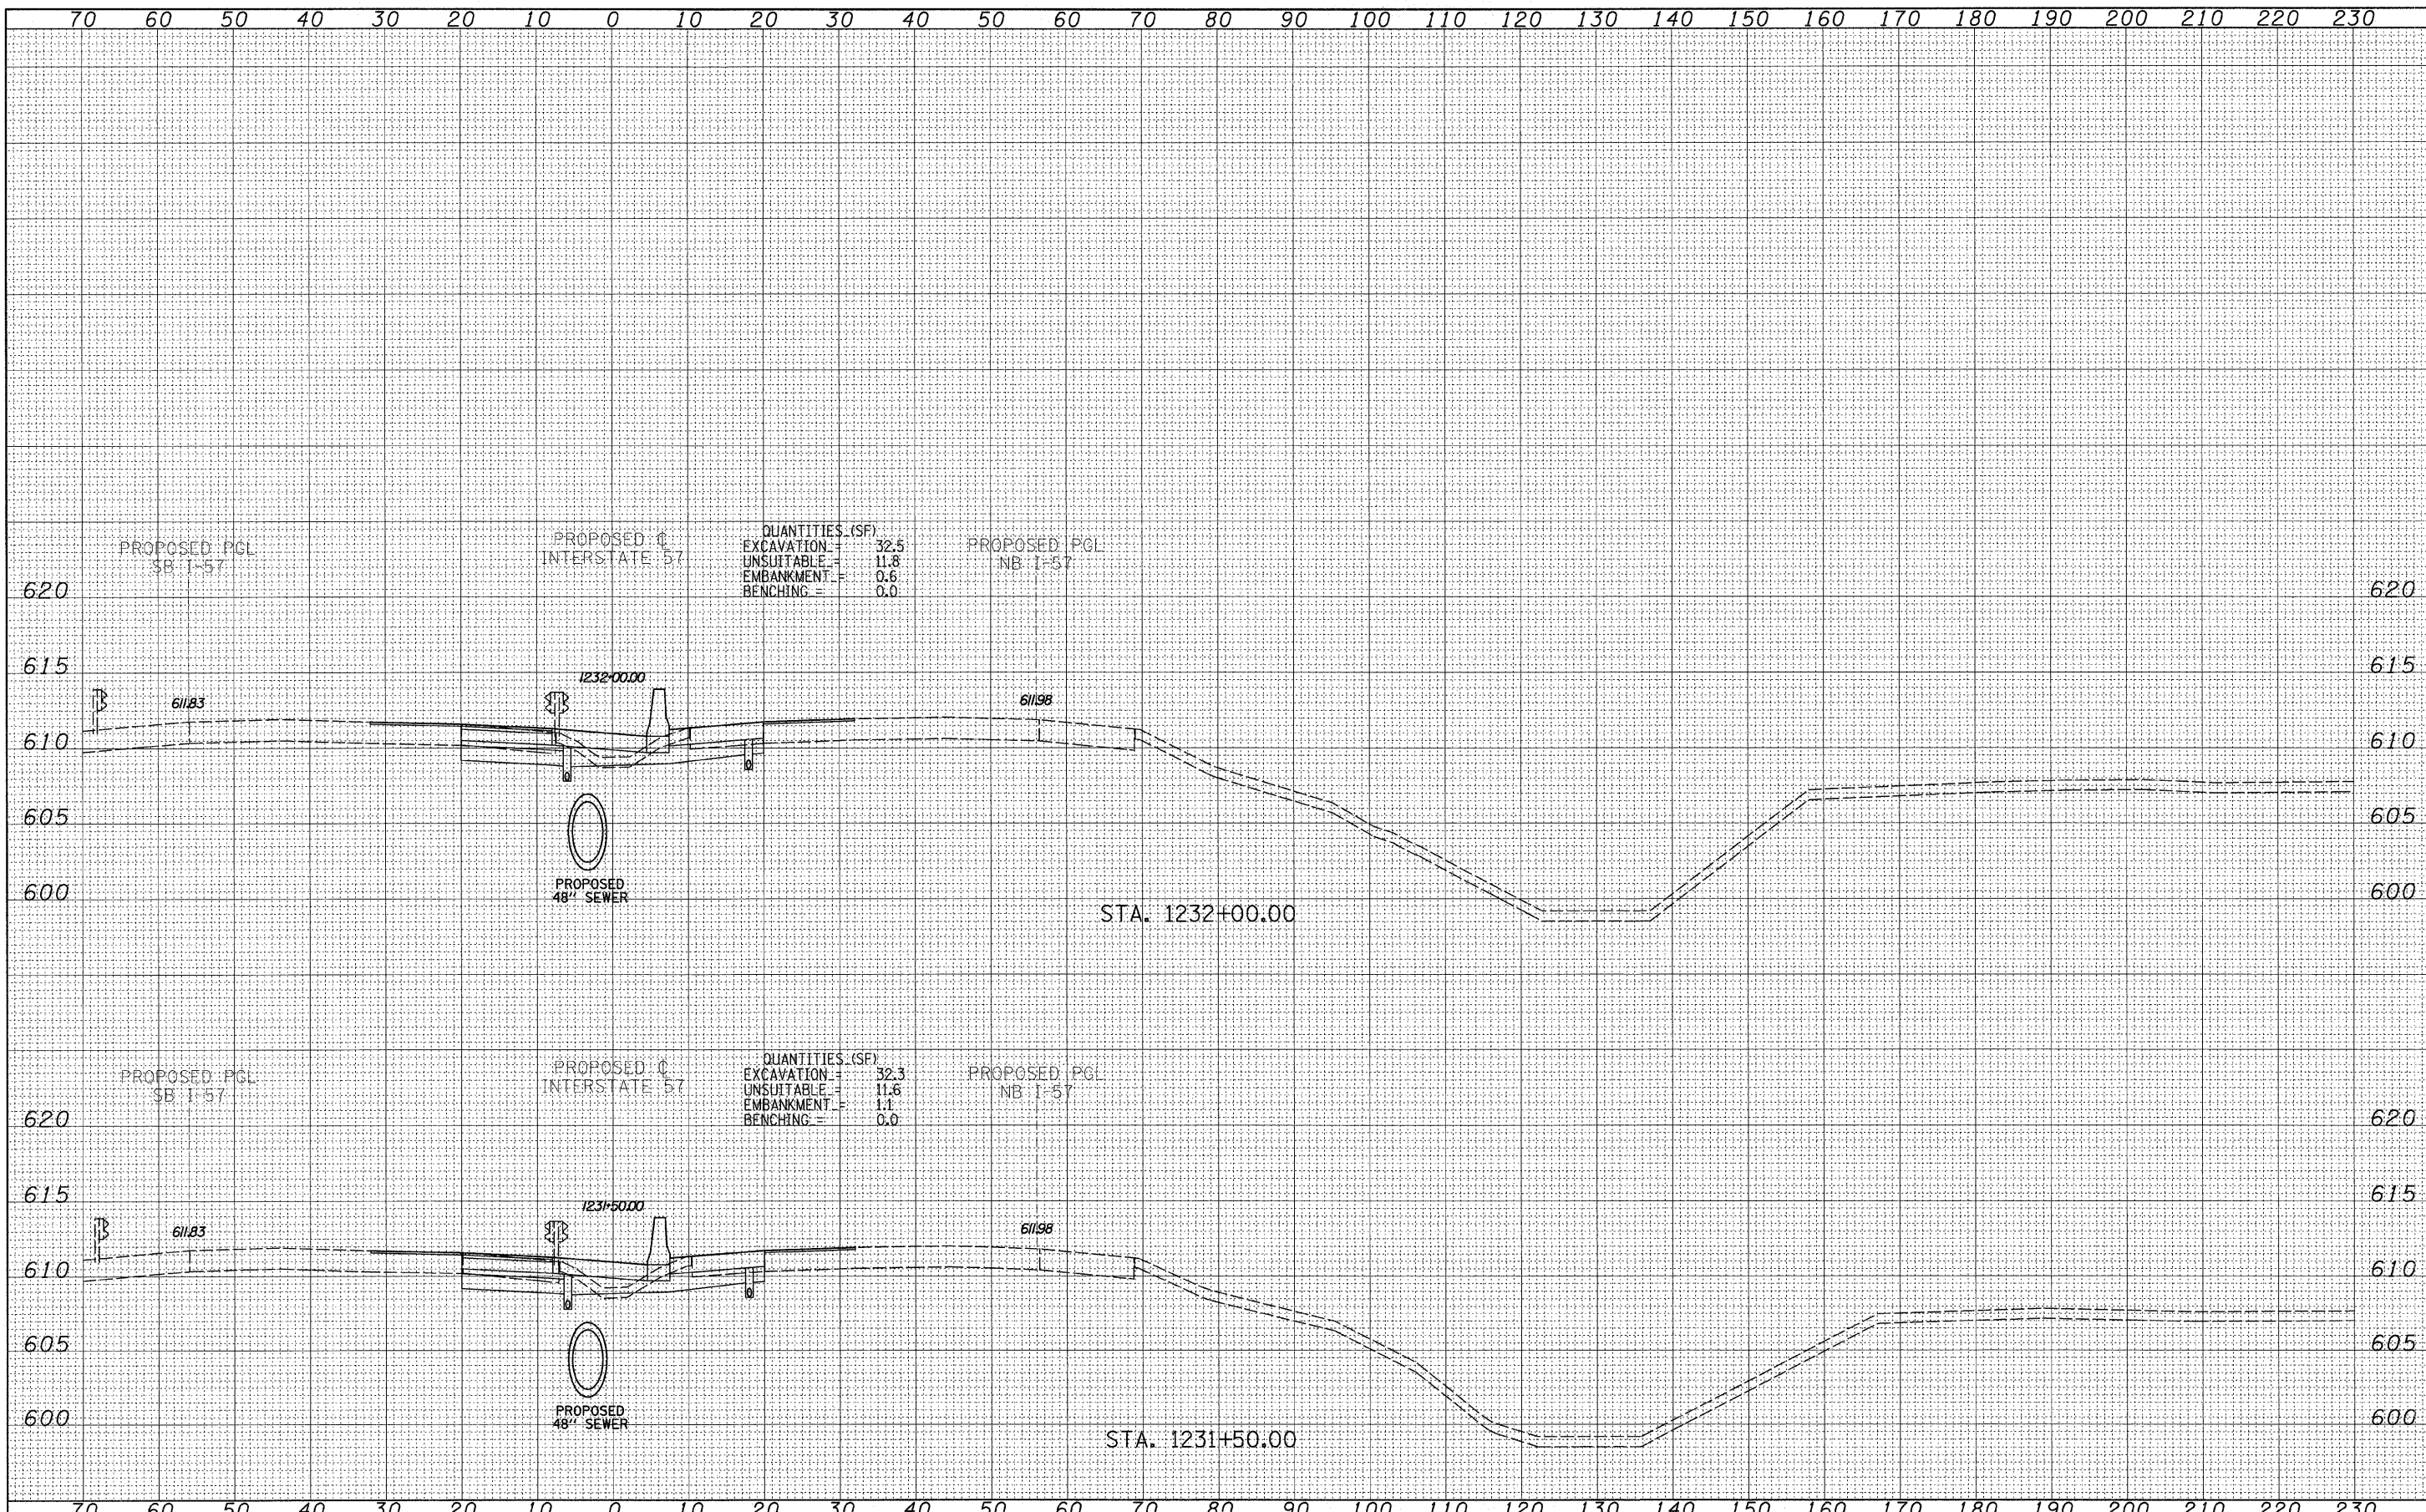 70 60 50 40 30 20 10 0 10 20 30 40 50 60 70 80 90 100 110 120 130 140 150 160 170 180 190 200 210 220 230
PROPOSED PGL
SB I-57
PROPOSED ℄
INTERSTATE 57
QUANTITIES (SF)
EXCAVATION = 32.5
UNSUITABLE = 11.8
EMBANKMENT = 0.6
BENCHING = 0.0
PROPOSED PGL
NB I-57
620 620
615 615
1232+00.00
611.83 611.98
610 610
605 605
PROPOSED
48'' SEWER
600 600
STA. 1232+00.00
PROPOSED PGL
SB I-57
PROPOSED ℄
INTERSTATE 57
QUANTITIES (SF)
EXCAVATION = 32.3
UNSUITABLE = 11.6
EMBANKMENT = 1.1
BENCHING = 0.0
PROPOSED PGL
NB I-57
620 620
615 615
1231+50.00
611.83 611.98
610 610
605 605
PROPOSED
48'' SEWER
600 600
STA. 1231+50.00
70 60 50 40 30 20 10 0 10 20 30 40 50 60 70 80 90 100 110 120 130 140 150 160 170 180 190 200 210 220 230